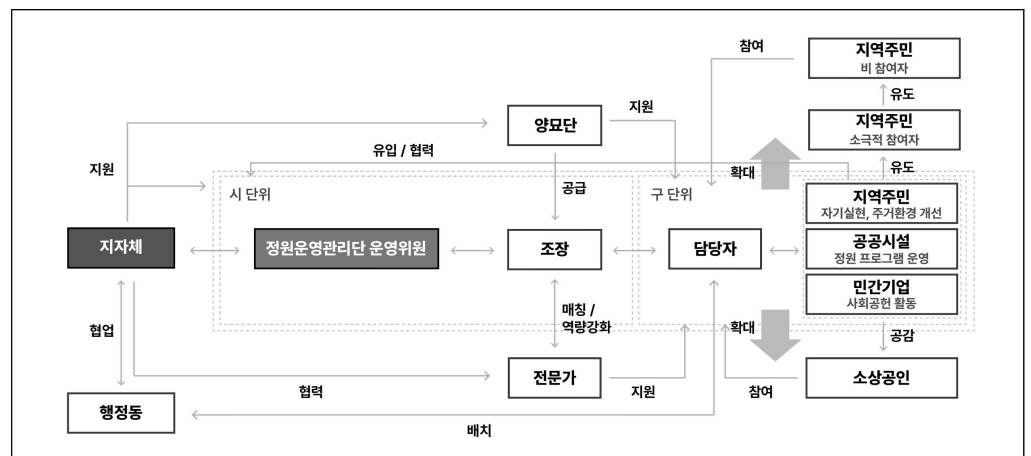 참여
지역주민
비 참여자
유도
양묘단
지원
지역주민
소극적 참여자
유입 / 협력
지원
확대
유도
시 단위
공급
구 단위
지역주민
자기실현, 주거환경 개선
지자체
정원운영관리단 운영위원
조장
담당자
공공시설
정원 프로그램 운영
민간기업
사회공헌 활동
매칭 /
역량강화
협업
확대
공감
전문가
소상공인
협력
지원
참여
행정동
배치